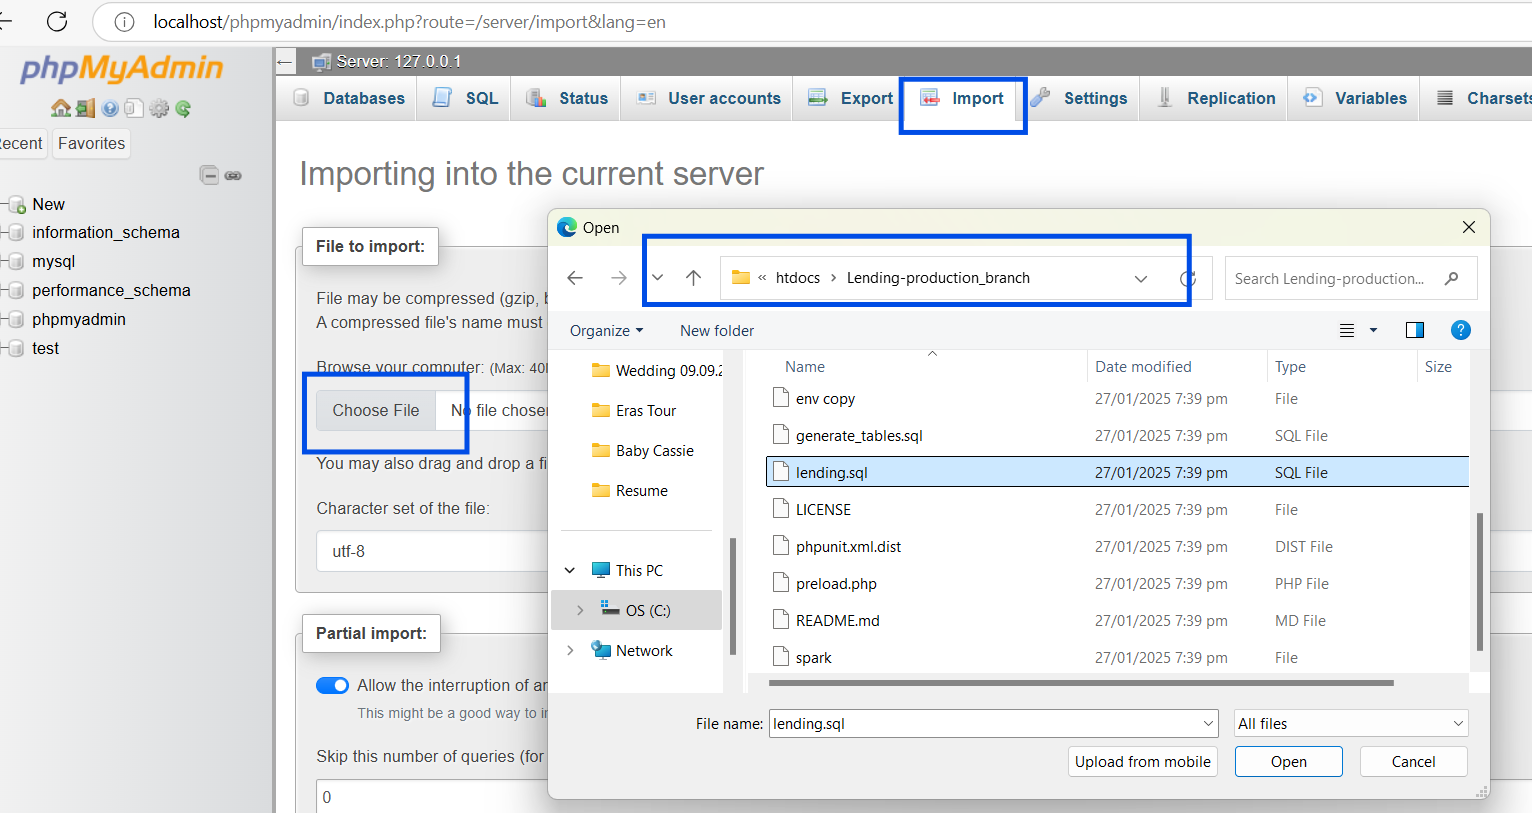 localhost/phpmyadmin/index.php?route=/server/import&lang=en
phpMyAdmin
Server: 127.0.0.1
Databases SQL Status User accounts Export Import Settings Replication Variables Charsets
Favorites
New
information_schema
mysql
performance_schema
phpmyadmin
test
Importing into the current server
File to import:
File may be compressed (gzip,
A compressed file's name must
Browse your computer: (Max:
Choose File No file chosen
You may also drag and drop a
Character set of the file:
utf-8
Partial import:
Allow the interruption of
This might be a good way to
Skip this number of queries (for
0
Open
« htdocs › Lending-production_branch
Search Lending-production...
Organize New folder
Wedding 09.09.2
Eras Tour
Baby Cassie
Resume
This PC
OS (C:)
Network
Name Date modified Type Size
env copy 27/01/2025 7:39 pm File
generate_tables.sql 27/01/2025 7:39 pm SQL File
lending.sql 27/01/2025 7:39 pm SQL File
LICENSE 27/01/2025 7:39 pm File
phpunit.xml.dist 27/01/2025 7:39 pm DIST File
preload.php 27/01/2025 7:39 pm PHP File
README.md 27/01/2025 7:39 pm MD File
spark 27/01/2025 7:39 pm File
File name: lending.sql All files
Upload from mobile Open Cancel